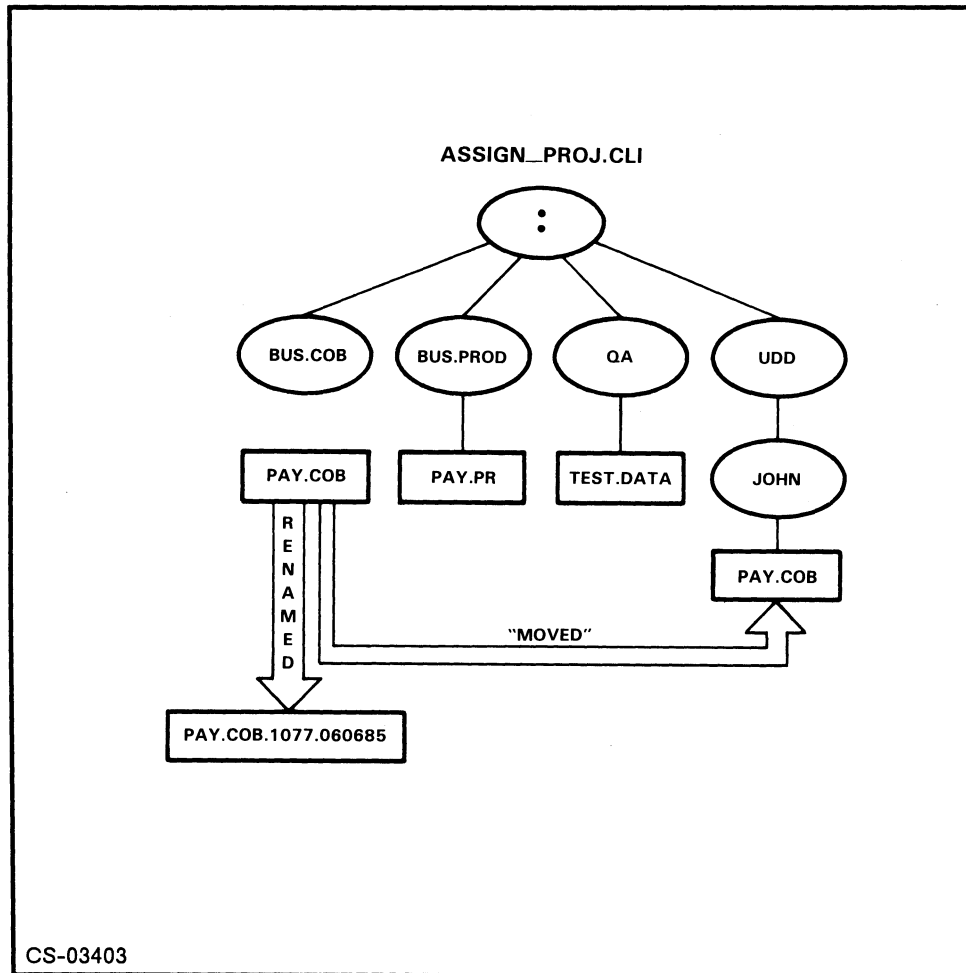 ASSIGN_PROJ.CLI
:
BUS.COB
BUS.PROD
QA
UDD
PAY.COB
PAY.PR
TEST.DATA
JOHN
RENAMED
PAY.COB
"MOVED"
PAY.COB.1077.060685
CS-03403